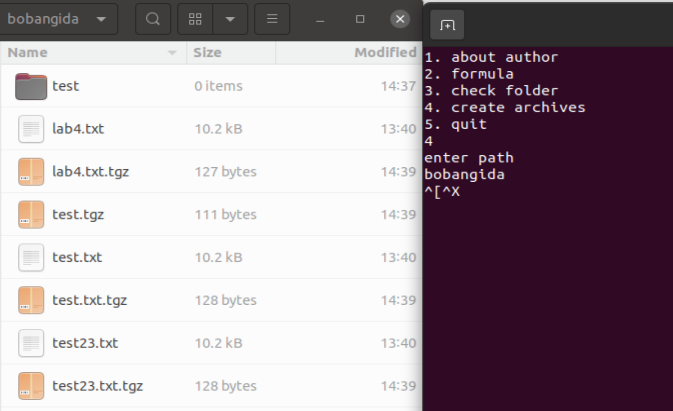 bobangida
Name Size Modified
test 0 items 14:37
lab4.txt 10.2 kB 13:40
lab4.txt.tgz 127 bytes 14:39
test.tgz 111 bytes 14:39
test.txt 10.2 kB 13:40
test.txt.tgz 128 bytes 14:39
test23.txt 10.2 kB 13:40
test23.txt.tgz 128 bytes 14:39
1. about author
2. formula
3. check folder
4. create archives
5. quit
4
enter path
bobangida
^[^X